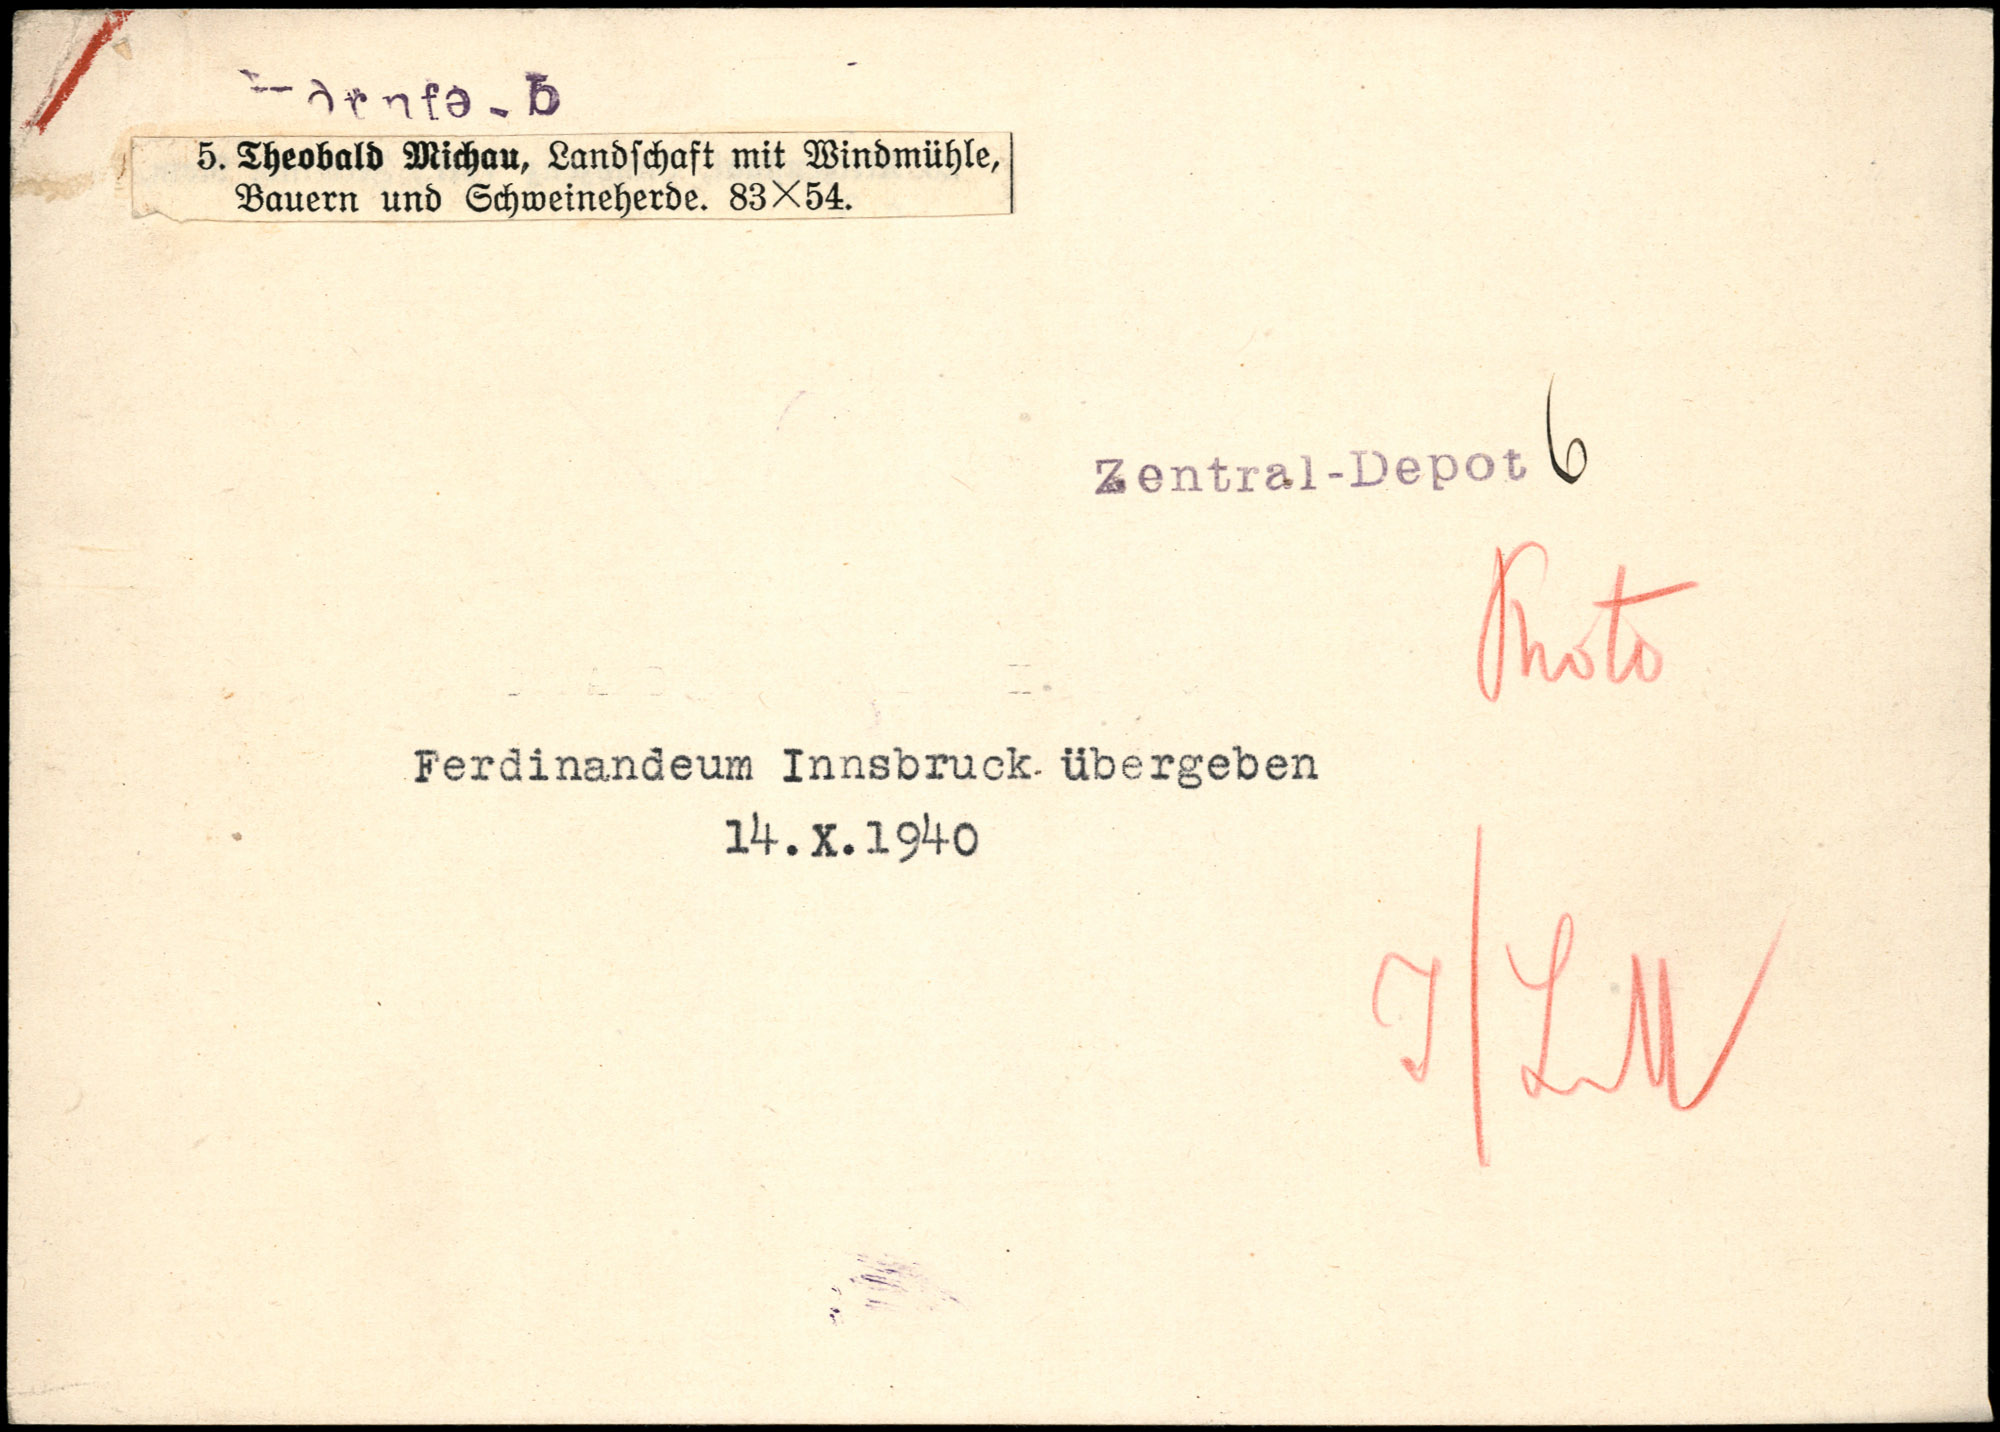 5. Theobald Michau, Landschaft mit Windmühle,
Bauern und Schweineherde. 83×54.
Zentral-Depot 6
Photo
Ferdinandeum Innsbruck übergeben
14.X.1940